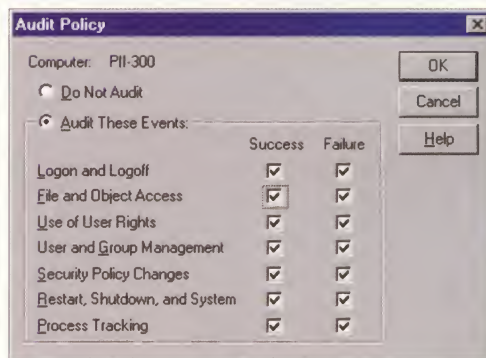 Audit Policy
Computer: PII-300
Do Not Audit
Audit These Events:
Success Failure
Logon and Logoff
File and Object Access
Use of User Rights
User and Group Management
Security Policy Changes
Restart, Shutdown, and System
Process Tracking
OK
Cancel
Help